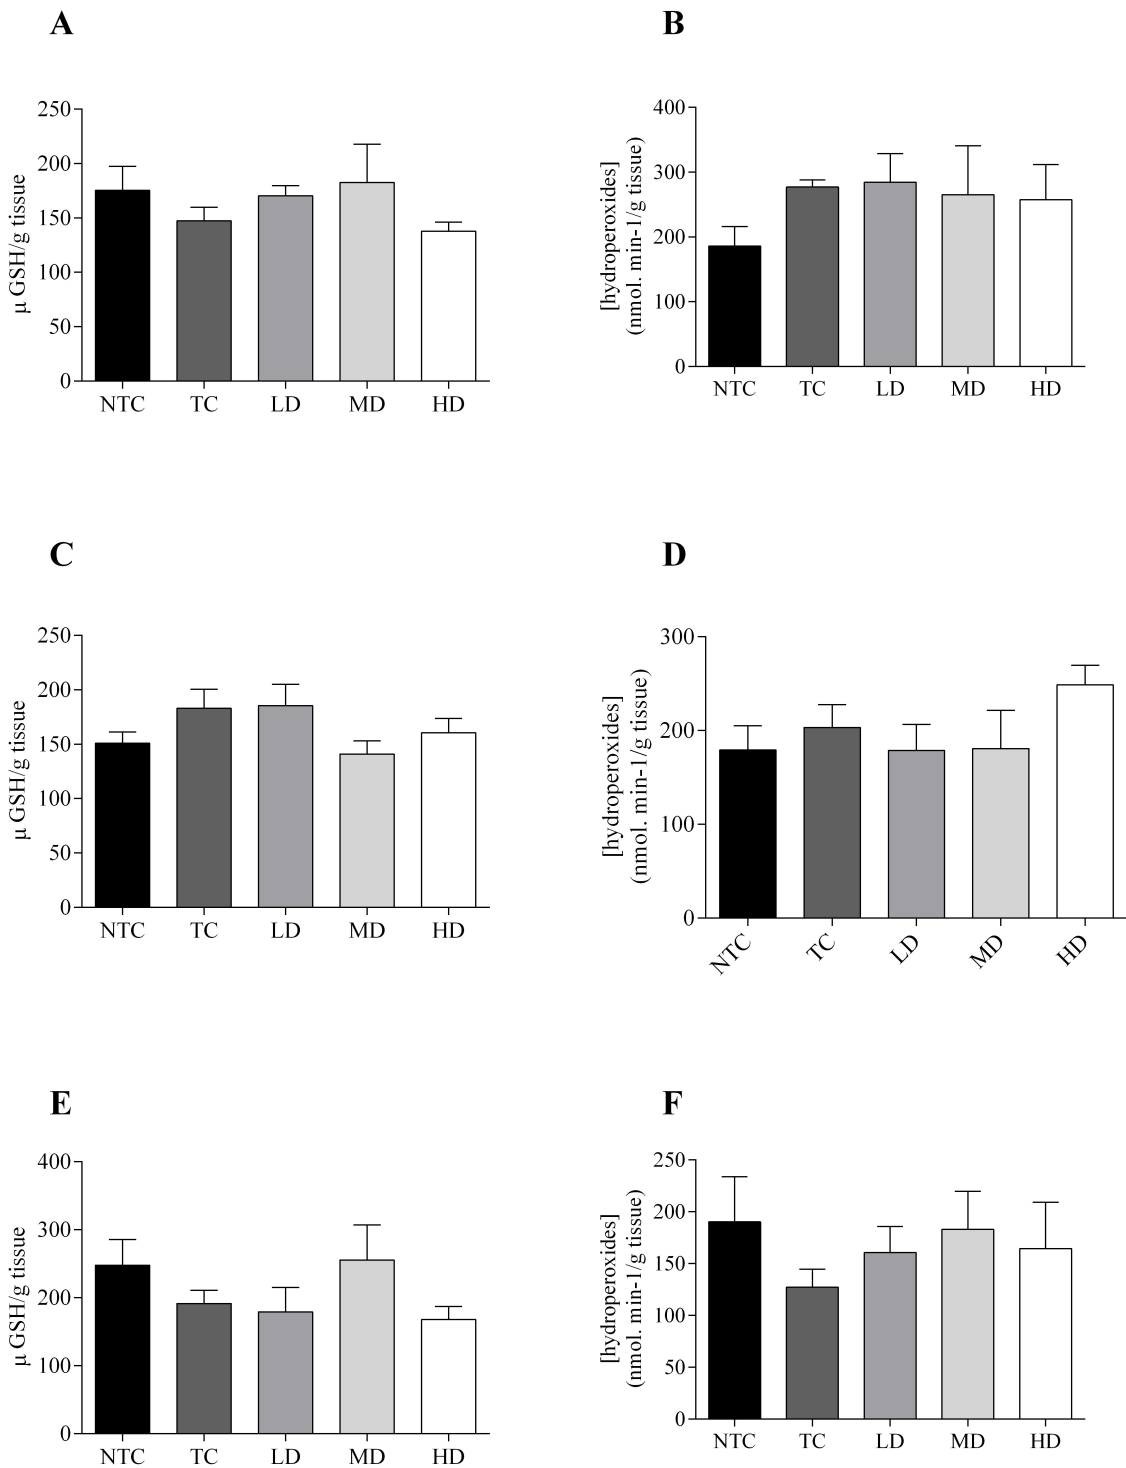 A
μ GSH/g tissue
250
200
150
100
50
0
NTC TC LD MD HD
B
[hydroperoxides]
(nmol. min-1/g tissue)
400
300
200
100
0
NTC TC LD MD HD
C
μ GSH/g tissue
250
200
150
100
50
0
NTC TC LD MD HD
D
[hydroperoxides]
(nmol. min-1/g tissue)
300
200
100
0
NTC TC LD MD HD
E
μ GSH/g tissue
400
300
200
100
0
NTC TC LD MD HD
F
[hydroperoxides]
(nmol. min-1/g tissue)
250
200
150
100
50
0
NTC TC LD MD HD